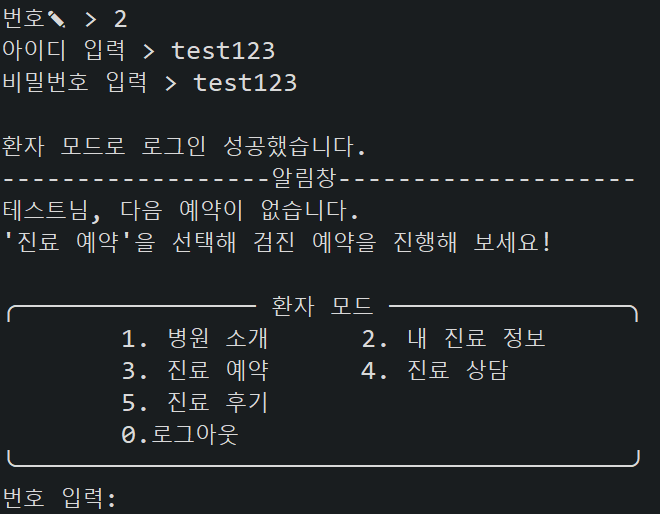 번호✎ > 2
아이디 입력 > test123
비밀번호 입력 > test123
환자 모드로 로그인 성공했습니다.
------------------알림창--------------------
테스트님, 다음 예약이 없습니다.
'진료 예약'을 선택해 검진 예약을 진행해 보세요!
환자 모드
1. 병원 소개 2. 내 진료 정보
3. 진료 예약 4. 진료 상담
5. 진료 후기
0.로그아웃
번호 입력: